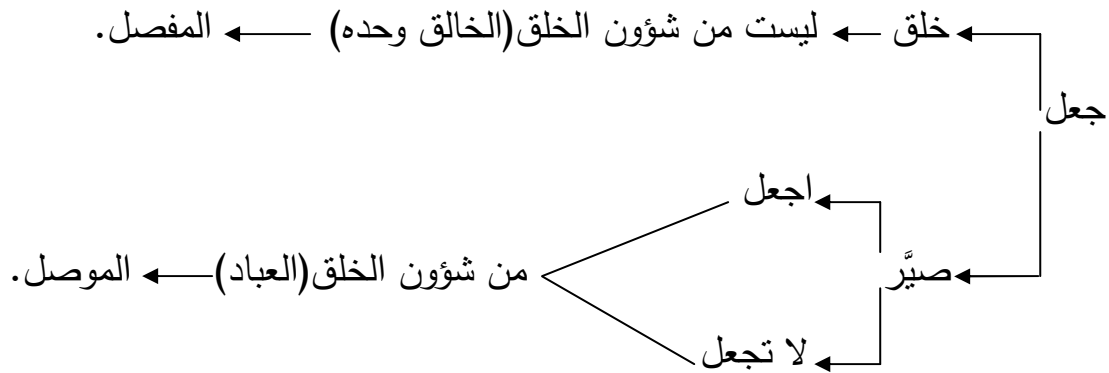 خلق ليست من شؤون الخلق(الخالق وحده) المفصل.
جعل
اجعل
صيَّر من شؤون الخلق(العباد) الموصل.
لا تجعل